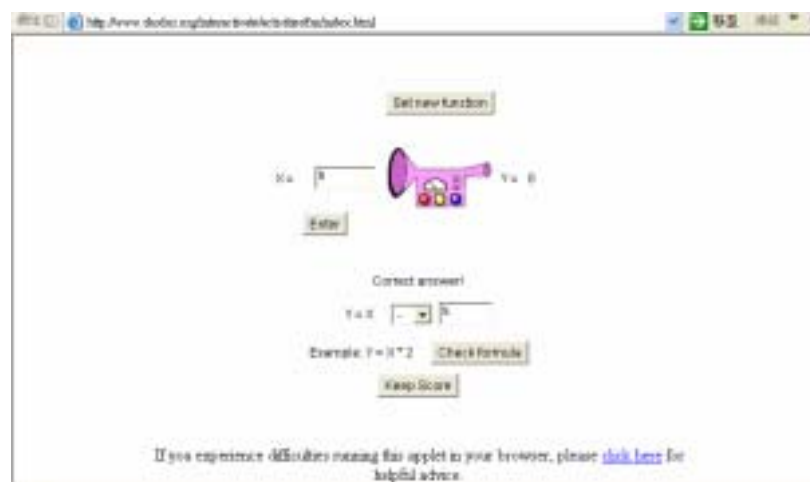 Get new function
X =
Y =
Enter
Correct answer!
Y = X
Example: Y = X * 2 Check formula
Keep Score
If you experience difficulties running this applet in your browser, please click here for
helpful advice.